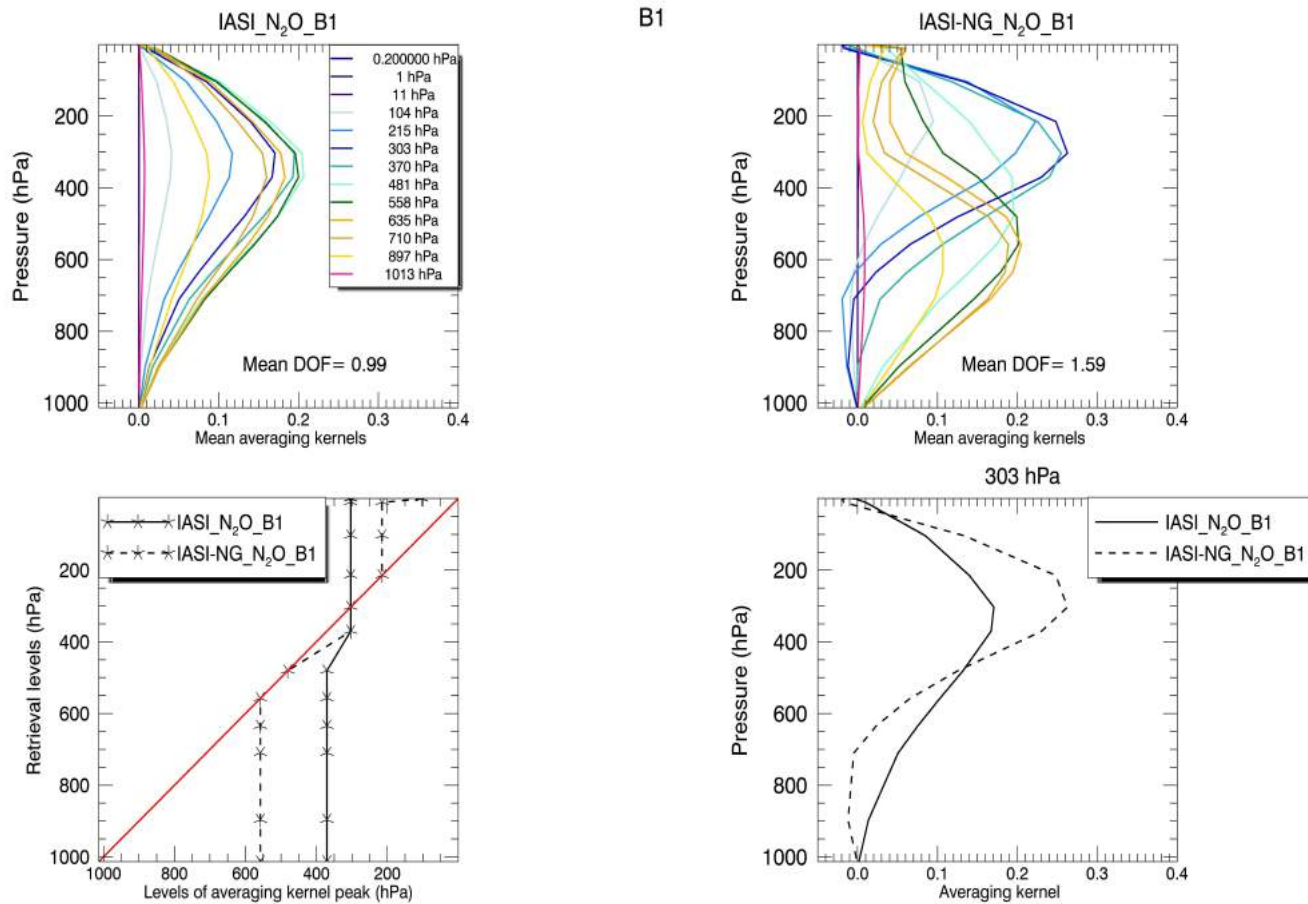 B1
IASI_N₂O_B1
Pressure (hPa)
200
400
600
800
1000
0.200000 hPa
1 hPa
11 hPa
104 hPa
215 hPa
303 hPa
370 hPa
481 hPa
558 hPa
635 hPa
710 hPa
897 hPa
1013 hPa
Mean DOF= 0.99
0.0 0.1 0.2 0.3 0.4
Mean averaging kernels
IASI-NG_N₂O_B1
Pressure (hPa)
200
400
600
800
1000
Mean DOF= 1.59
0.0 0.1 0.2 0.3 0.4
Mean averaging kernels
IASI_N₂O_B1
IASI-NG_N₂O_B1
Retrieval levels (hPa)
200
400
600
800
1000
1000 800 600 400 200
Levels of averaging kernel peak (hPa)
303 hPa
IASI_N₂O_B1
IASI-NG_N₂O_B1
Pressure (hPa)
200
400
600
800
1000
0.0 0.1 0.2 0.3 0.4
Averaging kernel